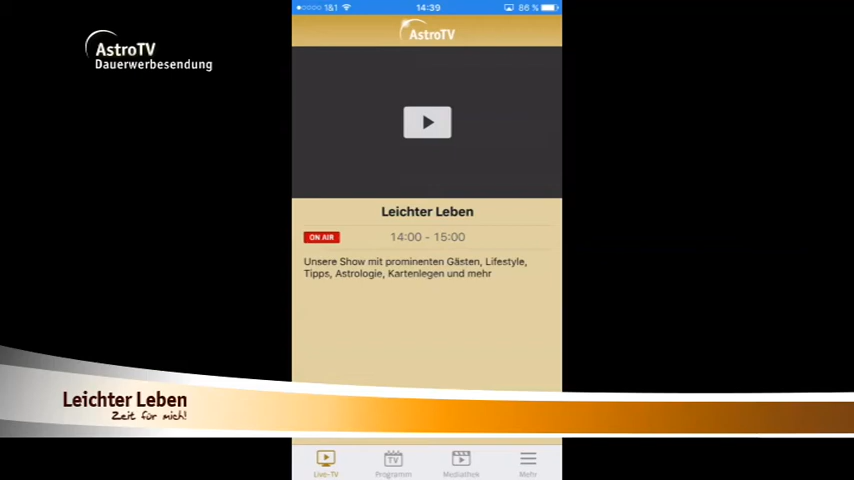 1&1 14:39 86 %
AstroTV
AstroTV
Dauerwerbesendung
Leichter Leben
ON AIR 14:00 - 15:00
Unsere Show mit prominenten Gästen, Lifestyle,
Tipps, Astrologie, Kartenlegen und mehr
Leichter Leben
Zeit für mich!
TV
Live-TV Programm Mediathek Mehr